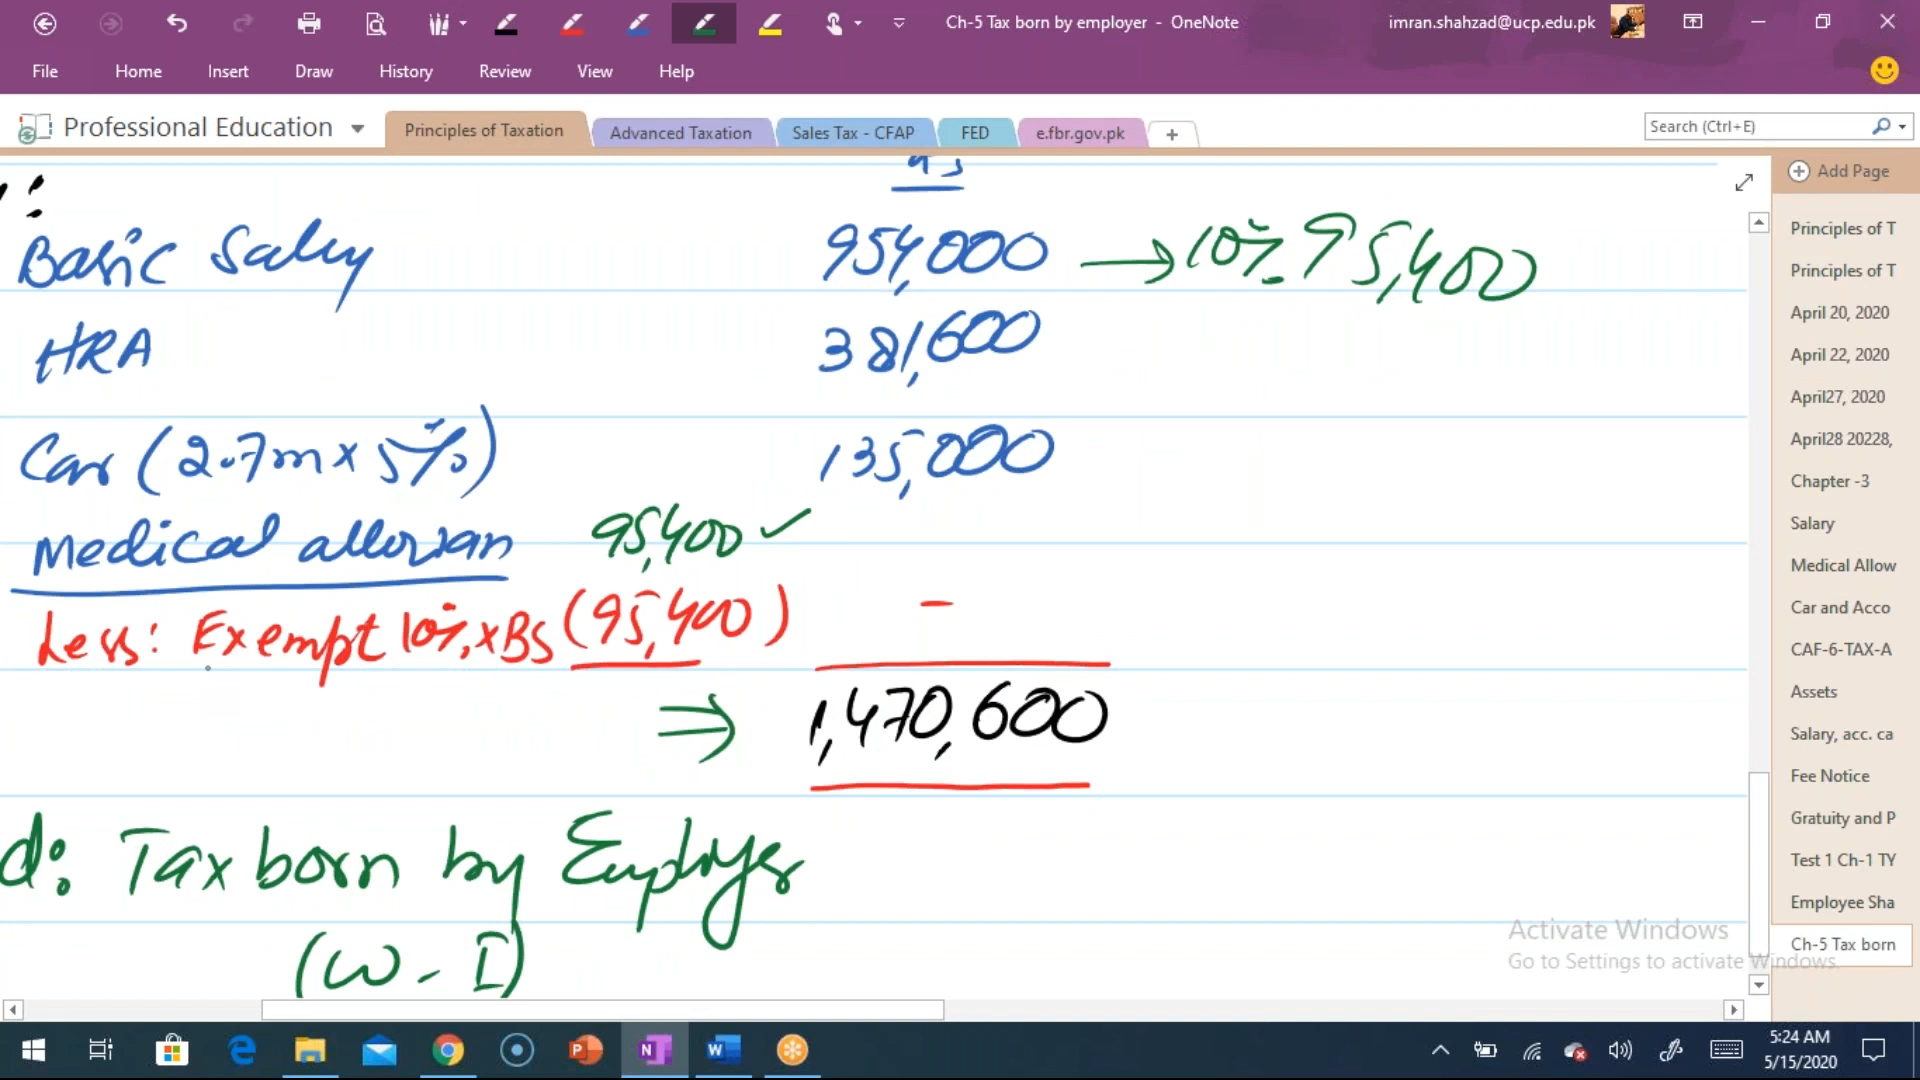 Ch-5 Tax born by employer - OneNote
imran.shahzad@ucp.edu.pk
File Home Insert Draw History Review View Help
Professional Education
Principles of Taxation
Advanced Taxation
Sales Tax - CFAP
FED
e.fbr.gov.pk
Search (Ctrl+E)
Add Page
Basic Salary 954,000 → 10% 95,400
HRA 381,600
Car (2.7m x 5%) 135,000
Medical allowan 95,400 ✓
Less: Exempt 10% x BS (95,400) -
⇒ 1,470,600
d: Tax born by Employer
(W - I)
Principles of T
Principles of T
April 20, 2020
April 22, 2020
April27, 2020
April28 20228,
Chapter -3
Salary
Medical Allow
Car and Acco
CAF-6-TAX-A
Assets
Salary, acc. ca
Fee Notice
Gratuity and P
Test 1 Ch-1 TY
Employee Sha
Ch-5 Tax born
Activate Windows
Go to Settings to activate Windows.
5:24 AM
5/15/2020